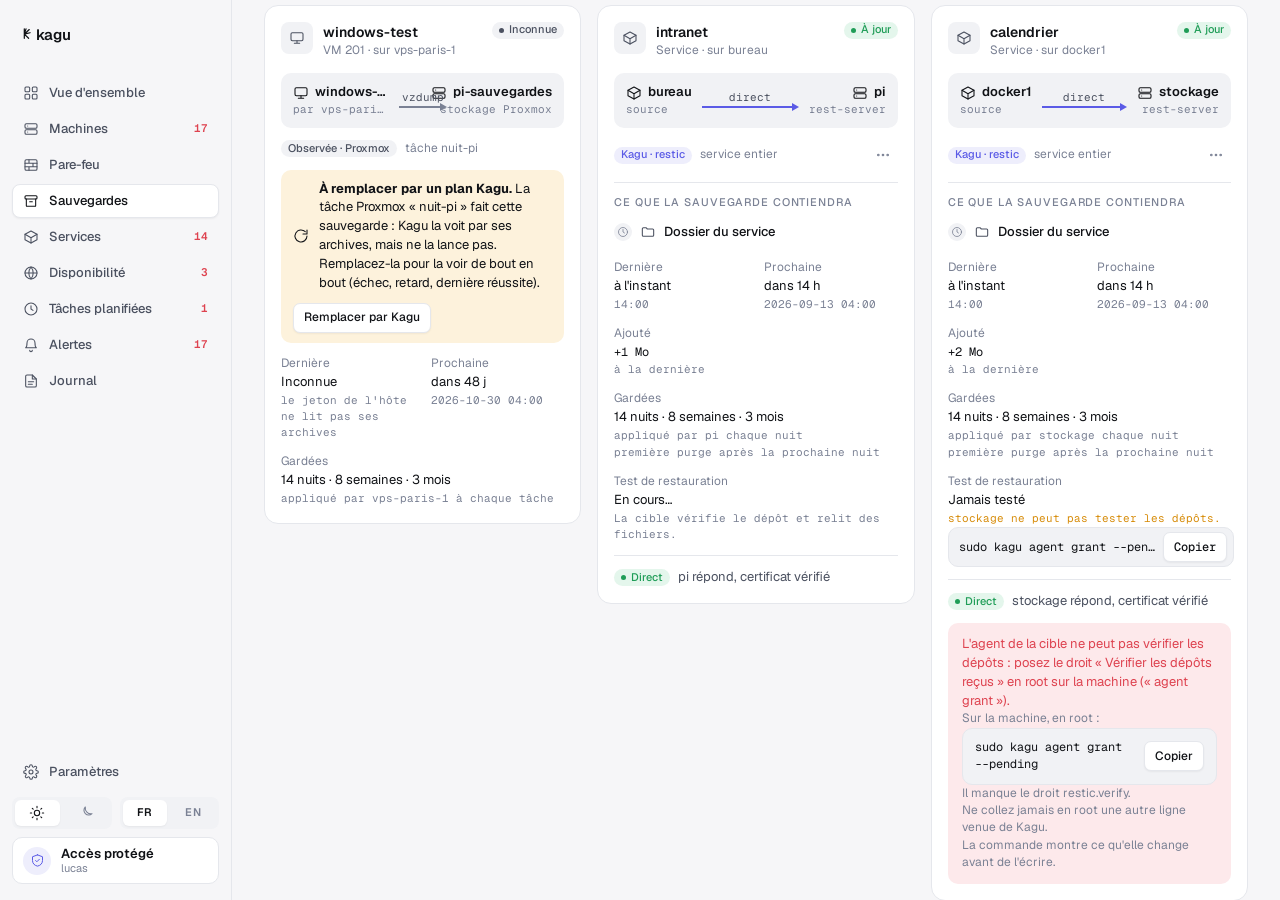 kagu
Vue d'ensemble
Machines 17
Pare-feu
Sauvegardes
Services 14
Disponibilité 3
Tâches planifiées 1
Alertes 17
Journal
Paramètres
FR EN
Accès protégé
lucas
windows-test
Inconnue
VM 201 · sur vps-paris-1
windows-… vzdump pi-sauvegardes
par vps-pari… stockage Proxmox
Observée · Proxmox tâche nuit-pi
À remplacer par un plan Kagu. La
tâche Proxmox « nuit-pi » fait cette
sauvegarde : Kagu la voit par ses
archives, mais ne la lance pas.
Remplacez-la pour la voir de bout en
bout (échec, retard, dernière réussite).
Remplacer par Kagu
Dernière Prochaine
Inconnue dans 48 j
le jeton de l'hôte 2026-10-30 04:00
ne lit pas ses
archives
Gardées
14 nuits · 8 semaines · 3 mois
appliqué par vps-paris-1 à chaque tâche
intranet
À jour
Service · sur bureau
bureau direct pi
source rest-server
Kagu · restic service entier ···
CE QUE LA SAUVEGARDE CONTIENDRA
Dossier du service
Dernière Prochaine
à l'instant dans 14 h
14:00 2026-09-13 04:00
Ajouté
+1 Mo
à la dernière
Gardées
14 nuits · 8 semaines · 3 mois
appliqué par pi chaque nuit
première purge après la prochaine nuit
Test de restauration
En cours…
La cible vérifie le dépôt et relit des
fichiers.
Direct pi répond, certificat vérifié
calendrier
À jour
Service · sur docker1
docker1 direct stockage
source rest-server
Kagu · restic service entier ···
CE QUE LA SAUVEGARDE CONTIENDRA
Dossier du service
Dernière Prochaine
à l'instant dans 14 h
14:00 2026-09-13 04:00
Ajouté
+2 Mo
à la dernière
Gardées
14 nuits · 8 semaines · 3 mois
appliqué par stockage chaque nuit
première purge après la prochaine nuit
Test de restauration
Jamais testé
stockage ne peut pas tester les dépôts.
sudo kagu agent grant --pen… Copier
Direct stockage répond, certificat vérifié
L'agent de la cible ne peut pas vérifier les
dépôts : posez le droit « Vérifier les dépôts
reçus » en root sur la machine (« agent
grant »).
Sur la machine, en root :
sudo kagu agent grant
--pending
Copier
Il manque le droit restic.verify.
Ne collez jamais en root une autre ligne
venue de Kagu.
La commande montre ce qu'elle change
avant de l'écrire.